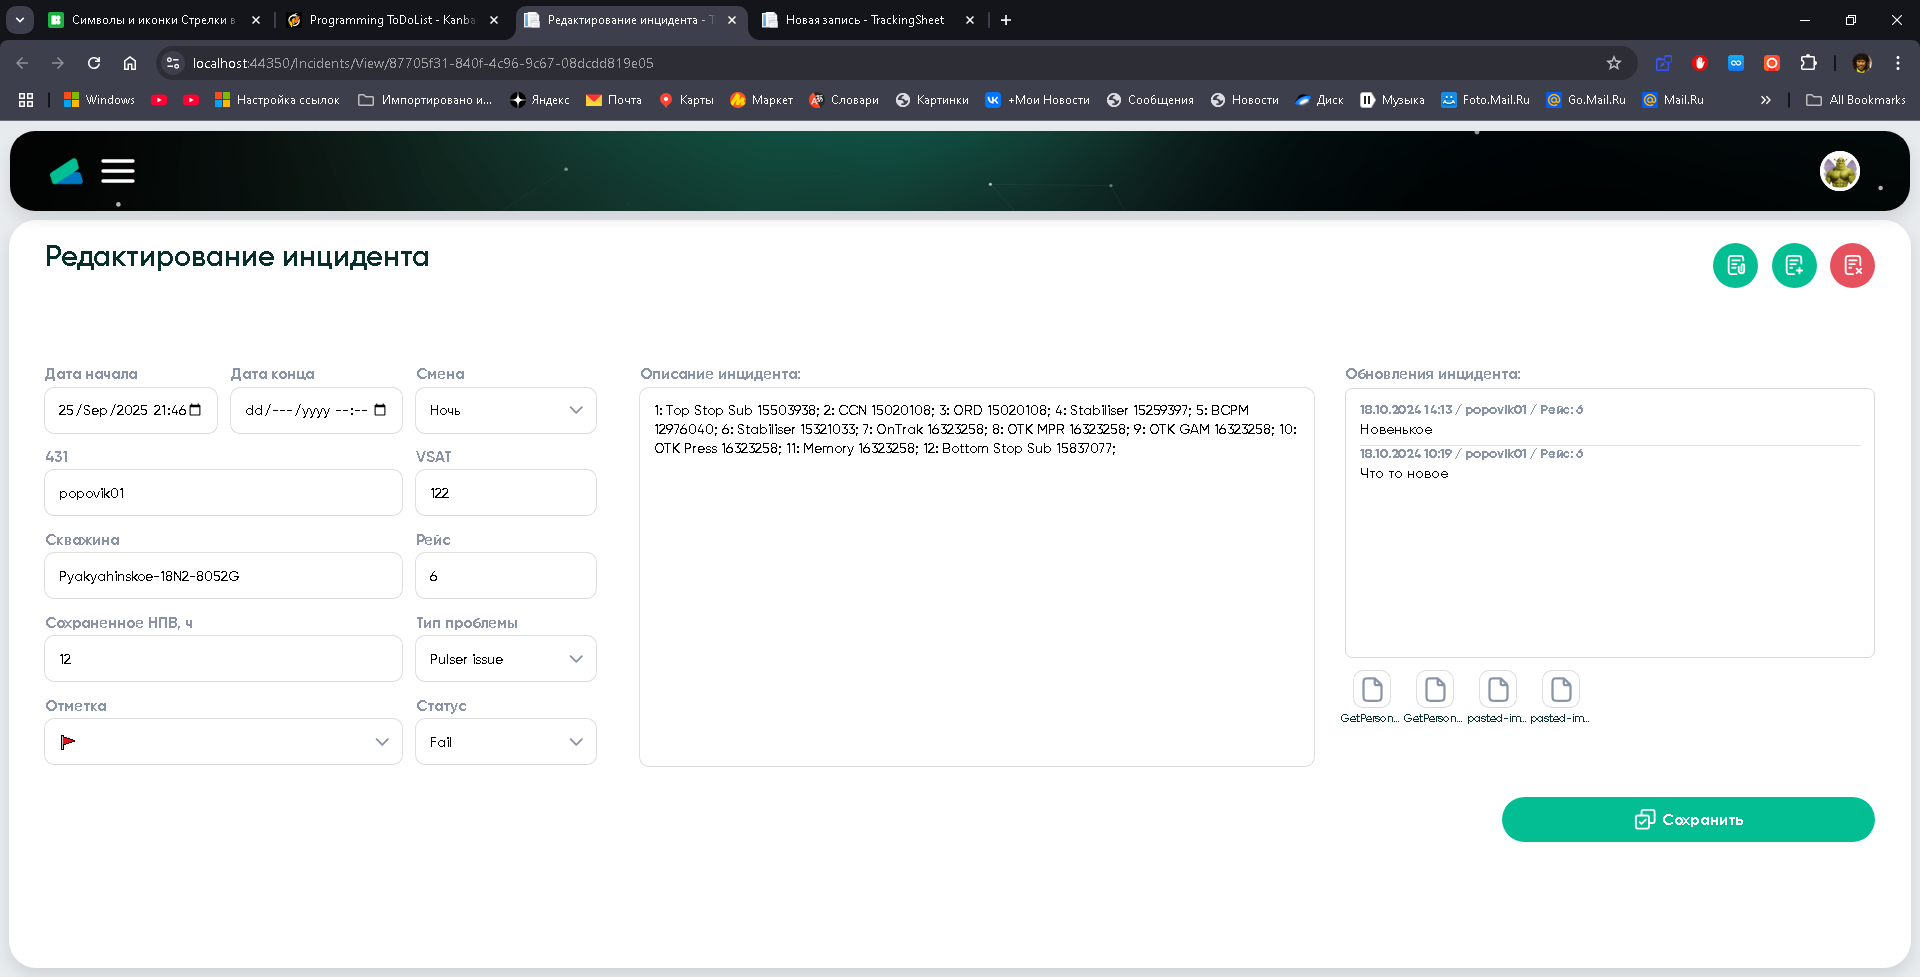 Символы и иконки Стрелки в
Programming ToDoList - Kanba
Редактирование инцидента - T
Новая запись - TrackingSheet
localhost:44350/Incidents/View/87705f31-840f-4c96-9c67-08dcdd819e05
Windows
Настройка ссылок
Импортировано и...
Яндекс
Почта
Карты
Маркет
Словари
Картинки
+Мои Новости
Сообщения
Новости
Диск
Музыка
Foto.Mail.Ru
Go.Mail.Ru
Mail.Ru
All Bookmarks
Редактирование инцидента
Дата начала
Дата конца
Смена
25/Sep/2025 21:46
dd/---/yyyy --:--
Ночь
431
VSAT
popovik01
122
Скважина
Рейс
Pyakyahinskoe-18N2-8052G
6
Сохраненное НПВ, ч
Тип проблемы
12
Pulser issue
Отметка
Статус
Fail
Описание инцидента:
1: Top Stop Sub 15503938; 2: CCN 15020108; 3: ORD 15020108; 4: Stabiliser 15259397; 5: BCPM
12976040; 6: Stabiliser 15321033; 7: OnTrak 16323258; 8: OTK MPR 16323258; 9: OTK GAM 16323258; 10:
OTK Press 16323258; 11: Memory 16323258; 12: Bottom Stop Sub 15837077;
Обновления инцидента:
18.10.2024 14:13 / popovik01 / Рейс: 6
Новенькое
18.10.2024 10:19 / popovik01 / Рейс: 6
Что то новое
GetPerson...
GetPerson...
pasted-im...
pasted-im...
Сохранить